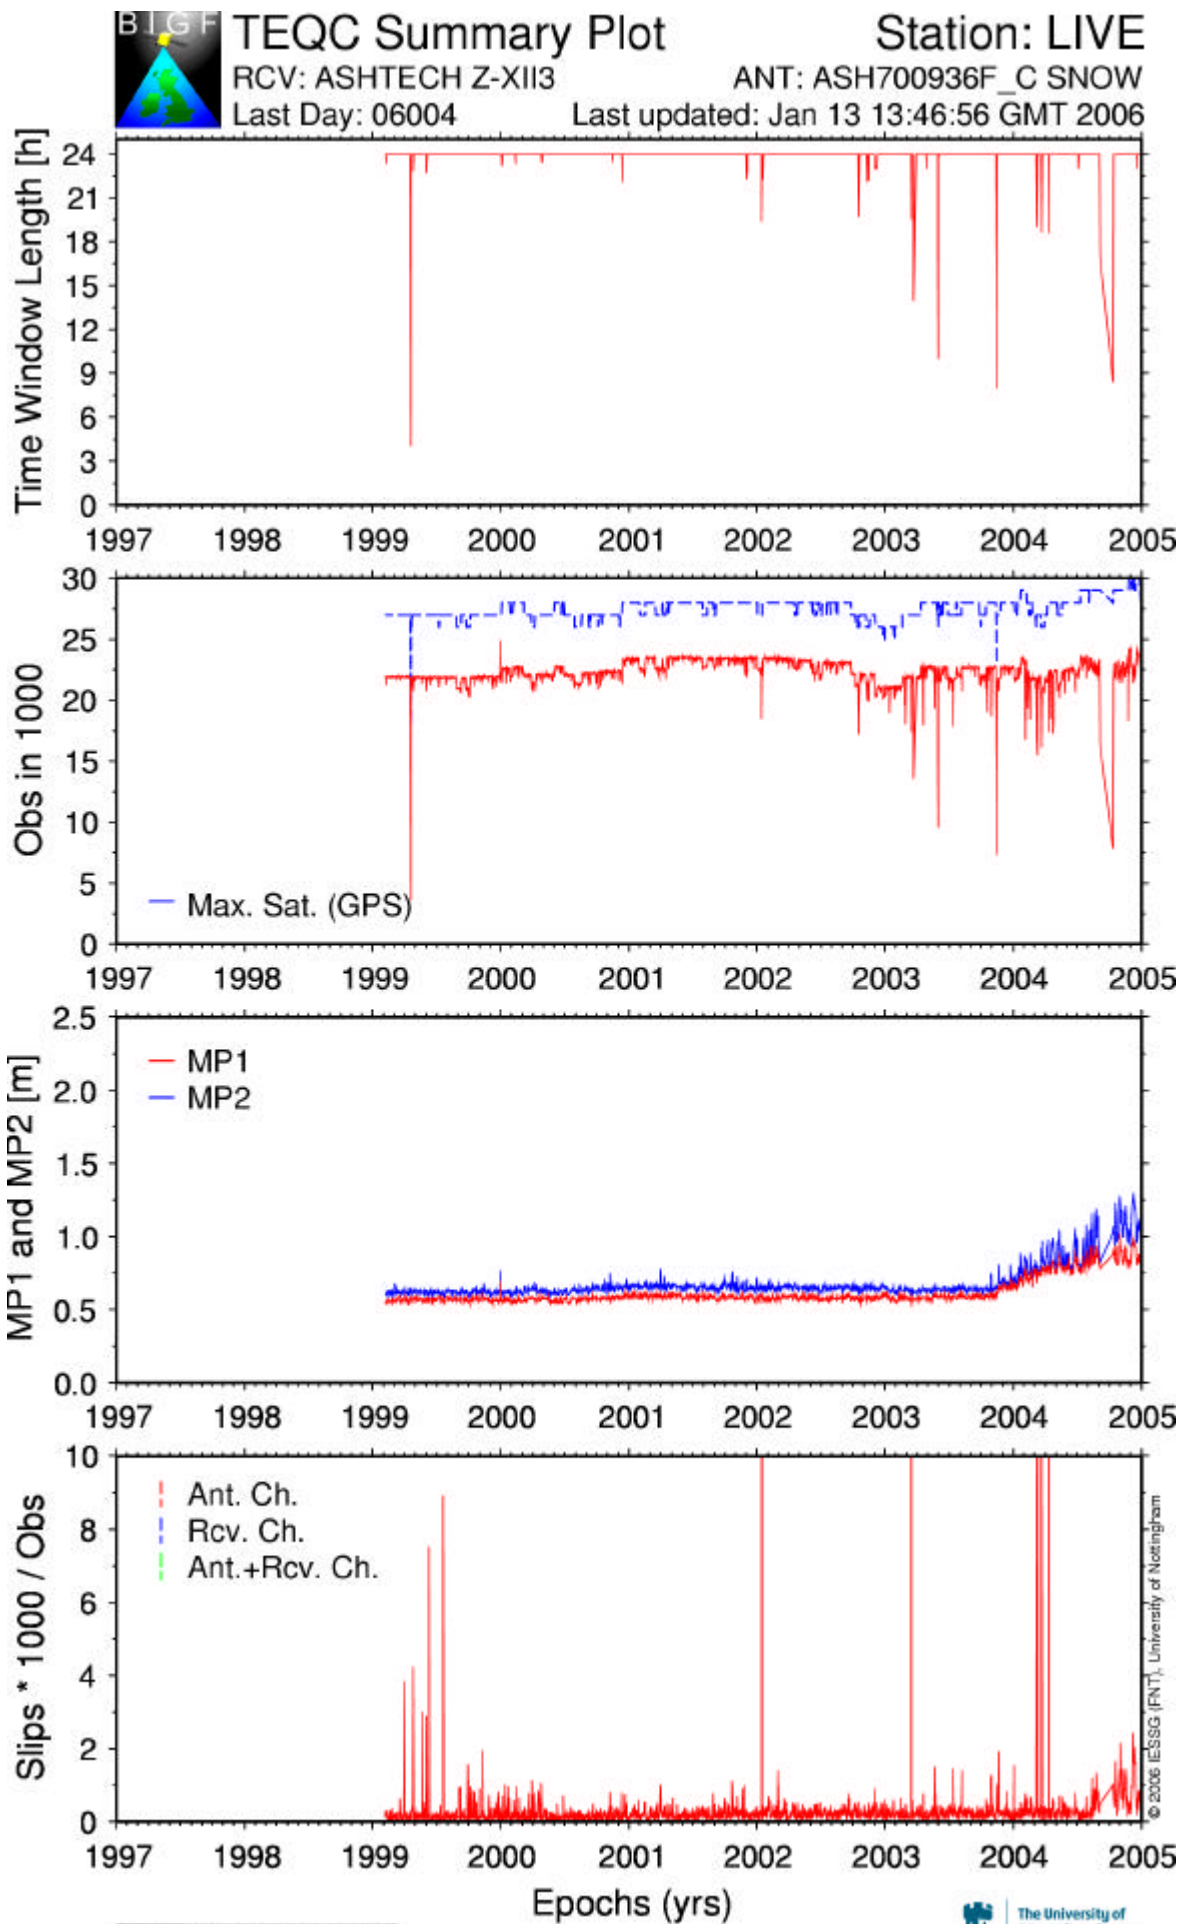 BIGF
TEQC Summary Plot
Station: LIVE
RCV: ASHTECH Z-XII3
ANT: ASH700936F_C SNOW
Last Day: 06004
Last updated: Jan 13 13:46:56 GMT 2006
Time Window Length [h]
24
21
18
15
12
9
6
3
0
1997 1998 1999 2000 2001 2002 2003 2004 2005
Obs in 1000
30
25
20
15
10
5
0
Max. Sat. (GPS)
1997 1998 1999 2000 2001 2002 2003 2004 2005
MP1 and MP2 [m]
2.5
2.0
1.5
1.0
0.5
0.0
MP1
MP2
1997 1998 1999 2000 2001 2002 2003 2004 2005
Slips * 1000 / Obs
10
8
6
4
2
0
Ant. Ch.
Rcv. Ch.
Ant.+Rcv. Ch.
© 2006 IESSG (FNT), University of Nottingham
1997 1998 1999 2000 2001 2002 2003 2004 2005
Epochs (yrs)
The University of